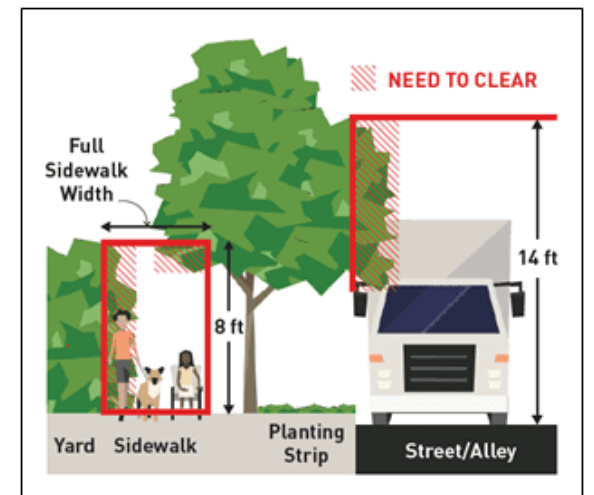 NEED TO CLEAR
Full
Sidewalk
Width
14 ft
8 ft
Yard
Sidewalk
Planting
Strip
Street/Alley